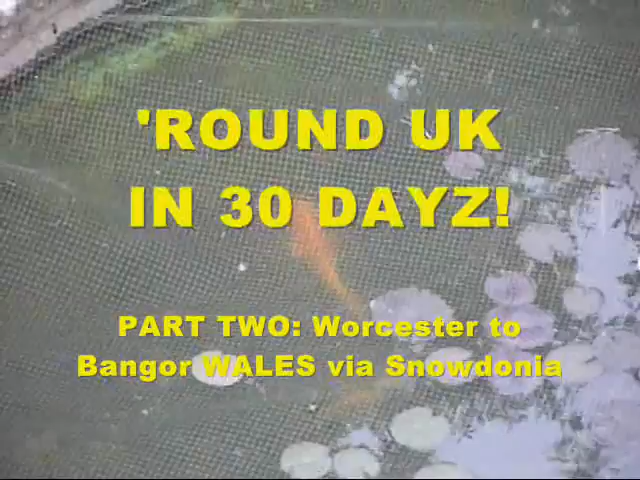 'ROUND UK
IN 30 DAYZ!
PART TWO: Worcester to
Bangor WALES via Snowdonia